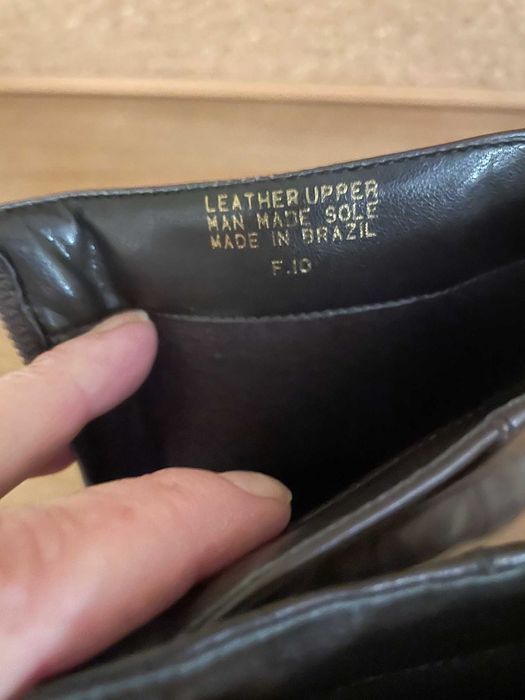 LEATHER UPPER
MAN MADE SOLE
MADE IN BRAZIL
F.10